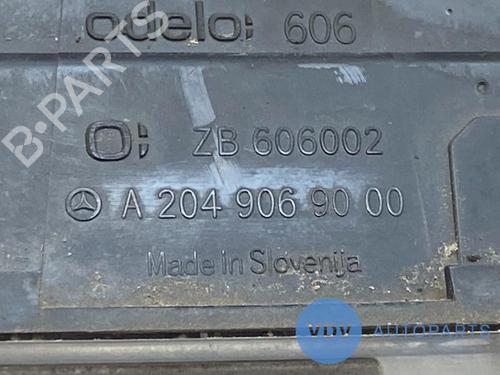 odelo: 606
B-PARTS
O: ZB 606002
A 204 906 90 00
Made in Slovenija
VDV AUTOPARTS